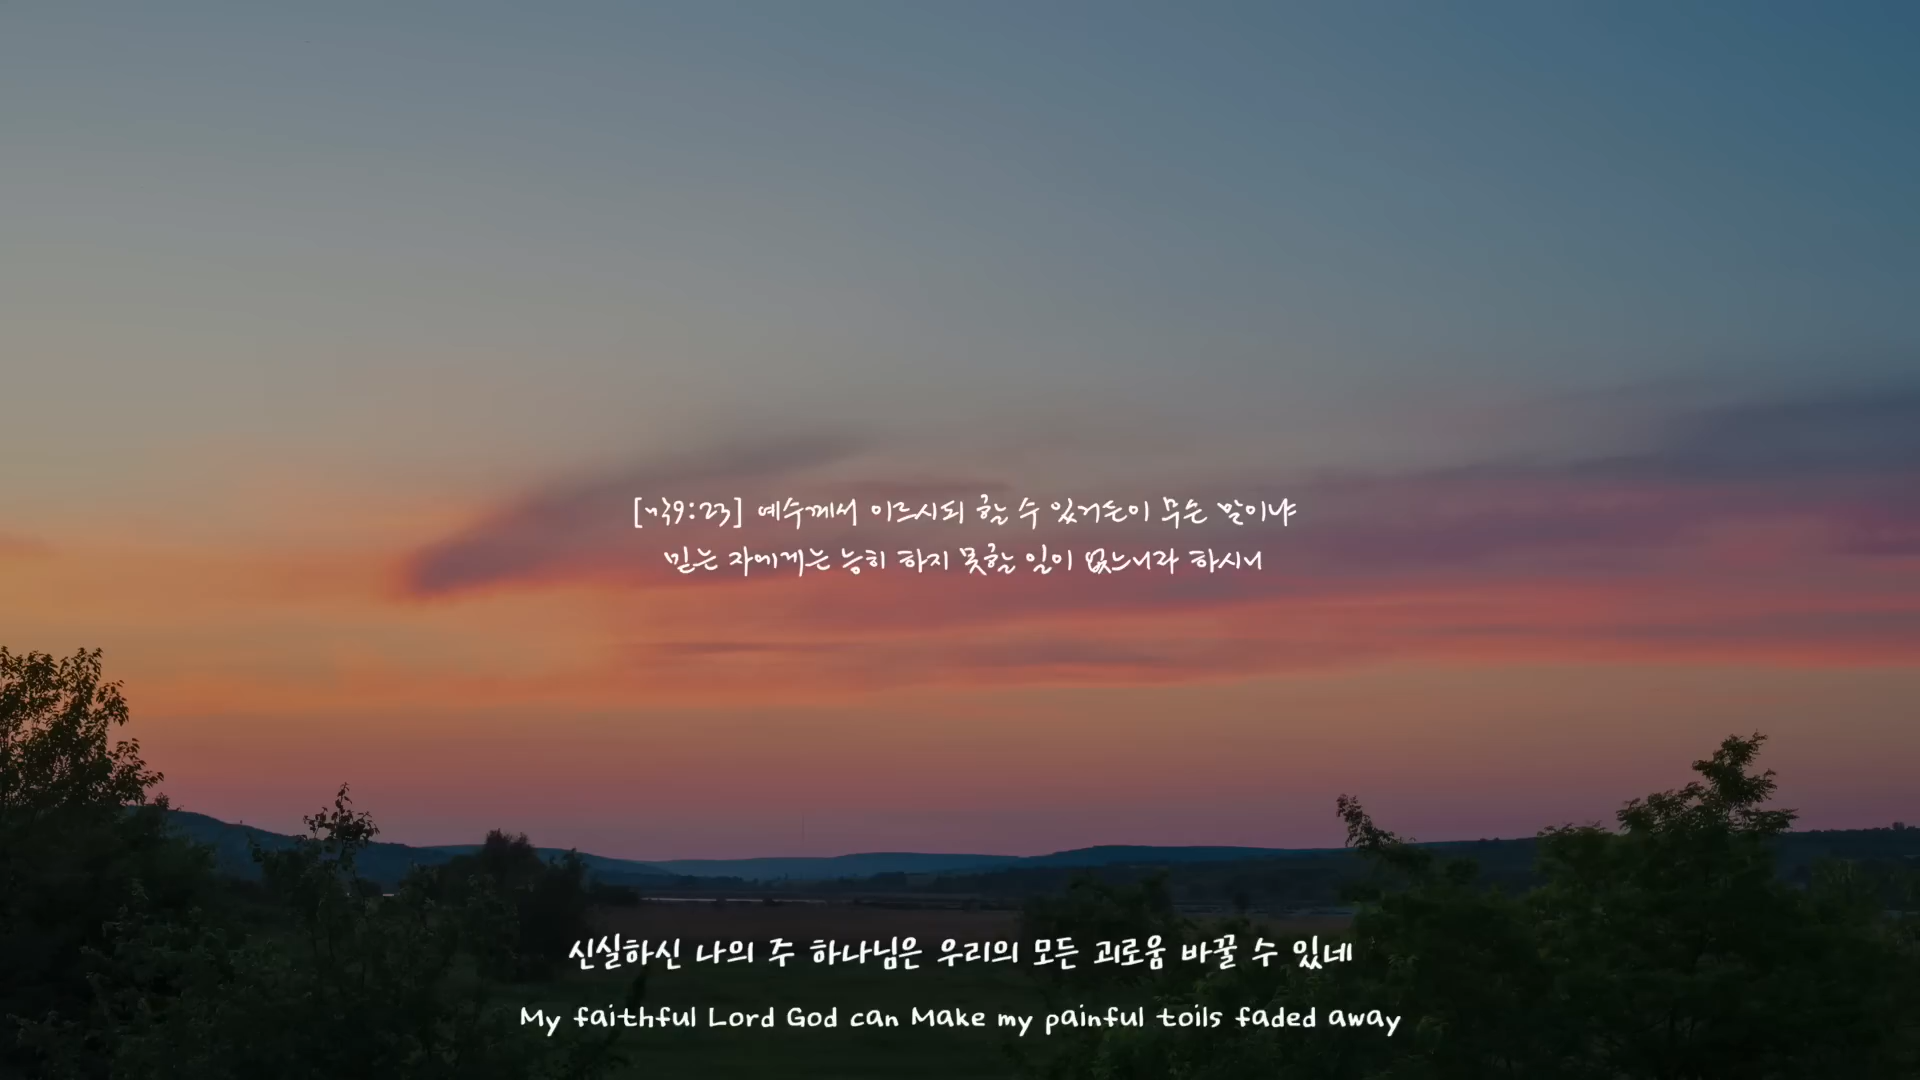 [막9:23] 예수께서 이르시되 할 수 있거든이 무슨 말이냐
믿는 자에게는 능히 하지 못할 일이 없느니라 하시니
신실하신 나의 주 하나님은 우리의 모든 괴로움 바꿀 수 있네
My faithful Lord God can Make my painful toils faded away